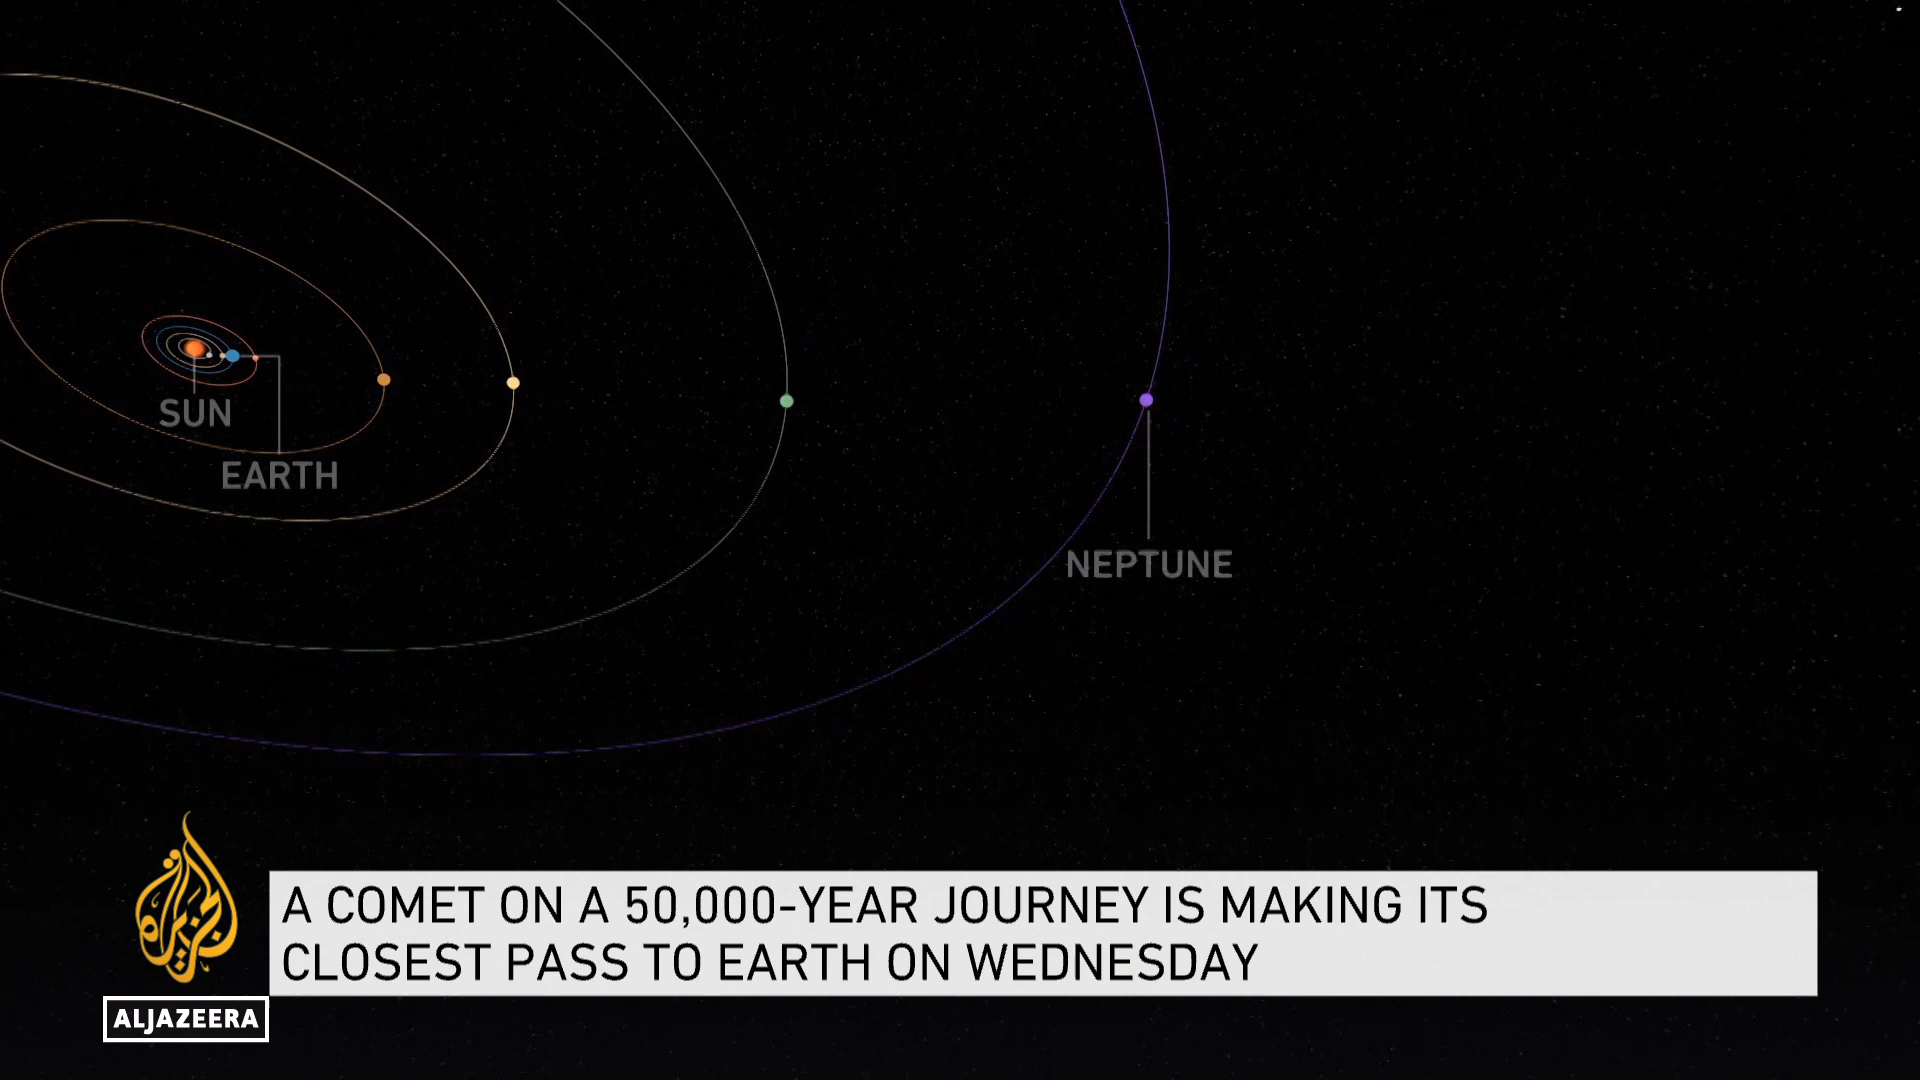 SUN
EARTH
NEPTUNE
A COMET ON A 50,000-YEAR JOURNEY IS MAKING ITS
CLOSEST PASS TO EARTH ON WEDNESDAY
الجزيرة
ALJAZEERA